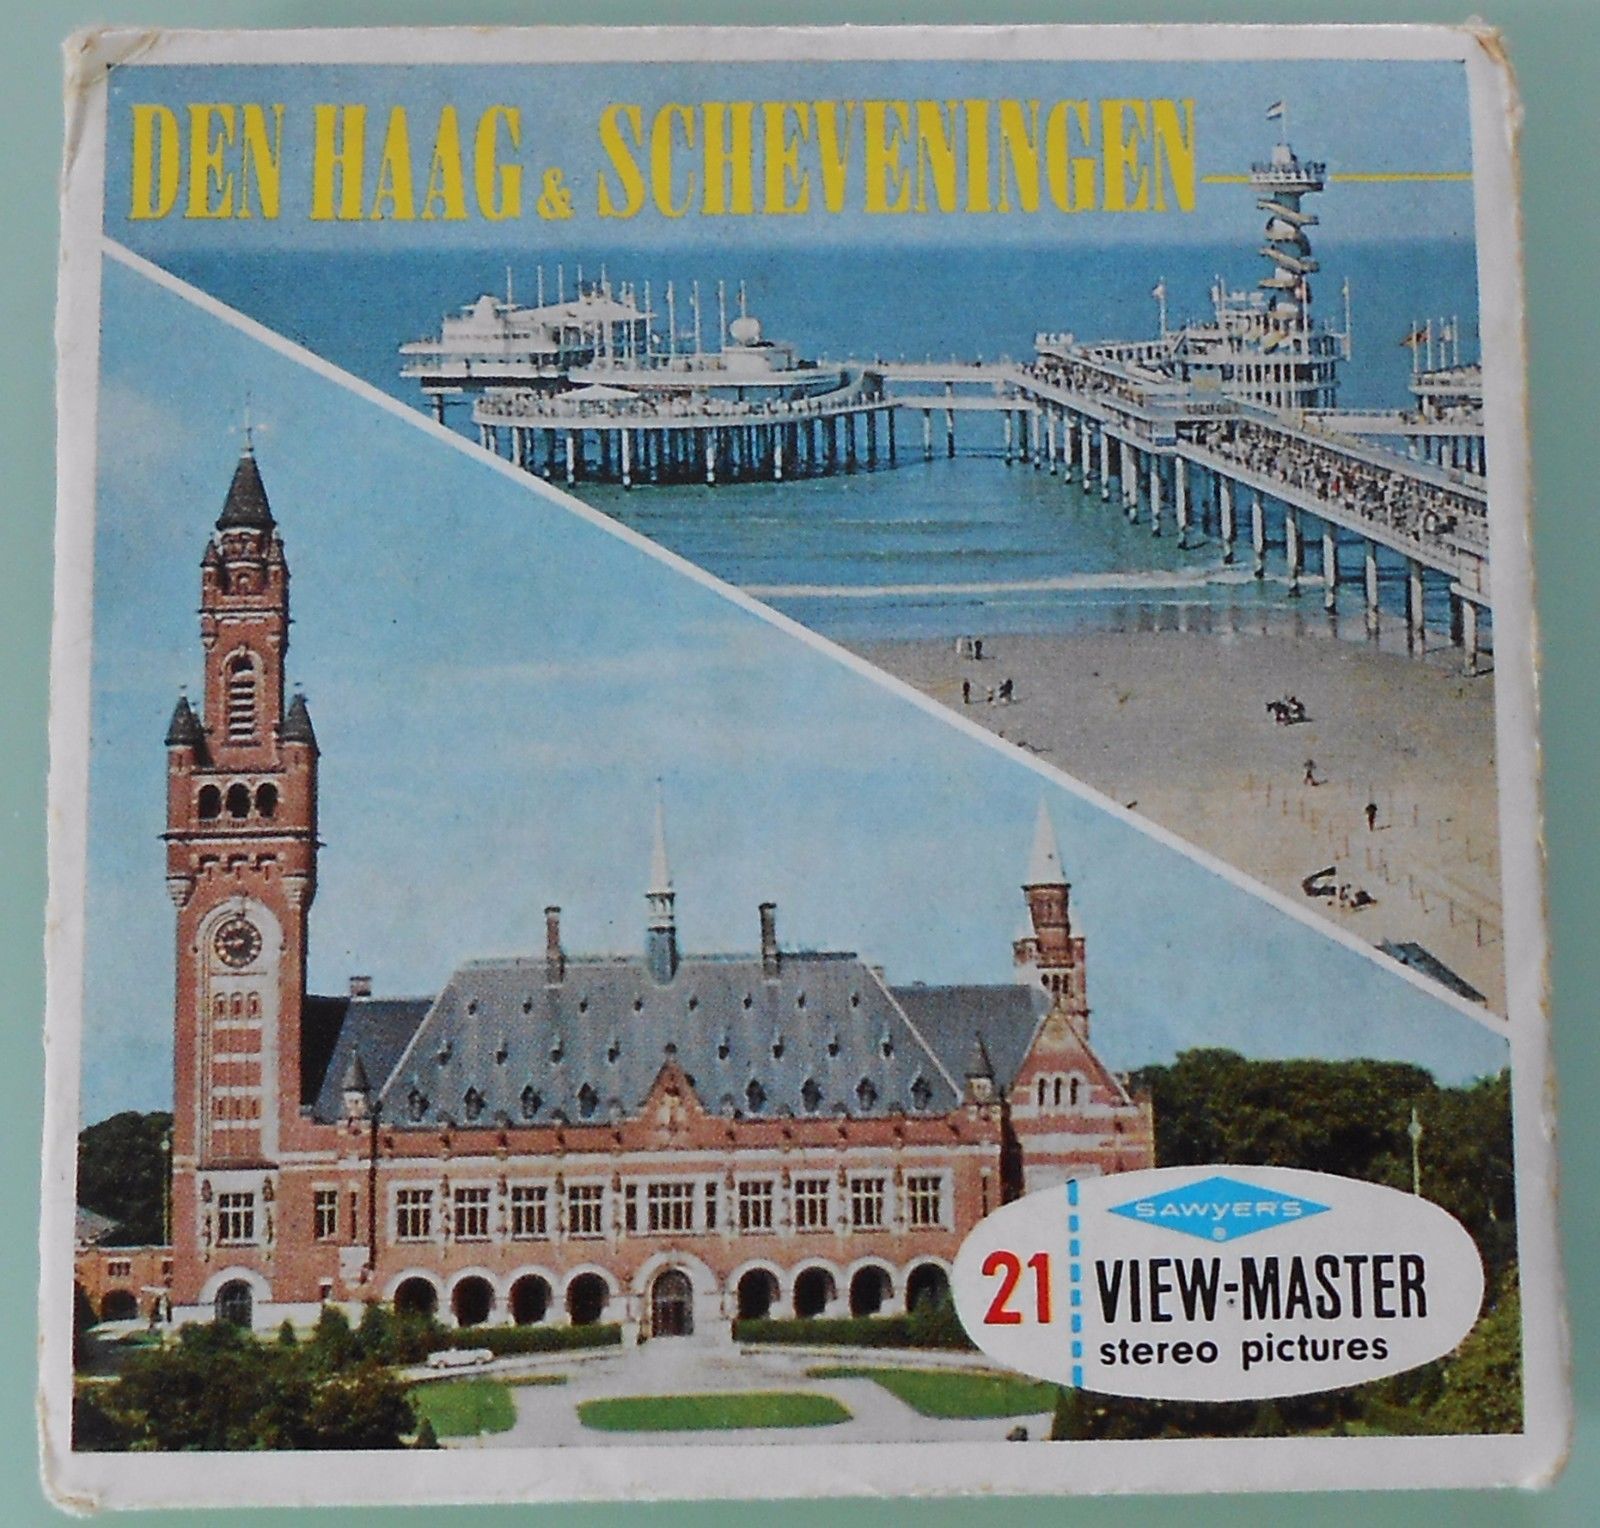 DEN HAAG & SCHEVENINGEN
SAWYER'S
®
21 VIEW-MASTER
stereo pictures